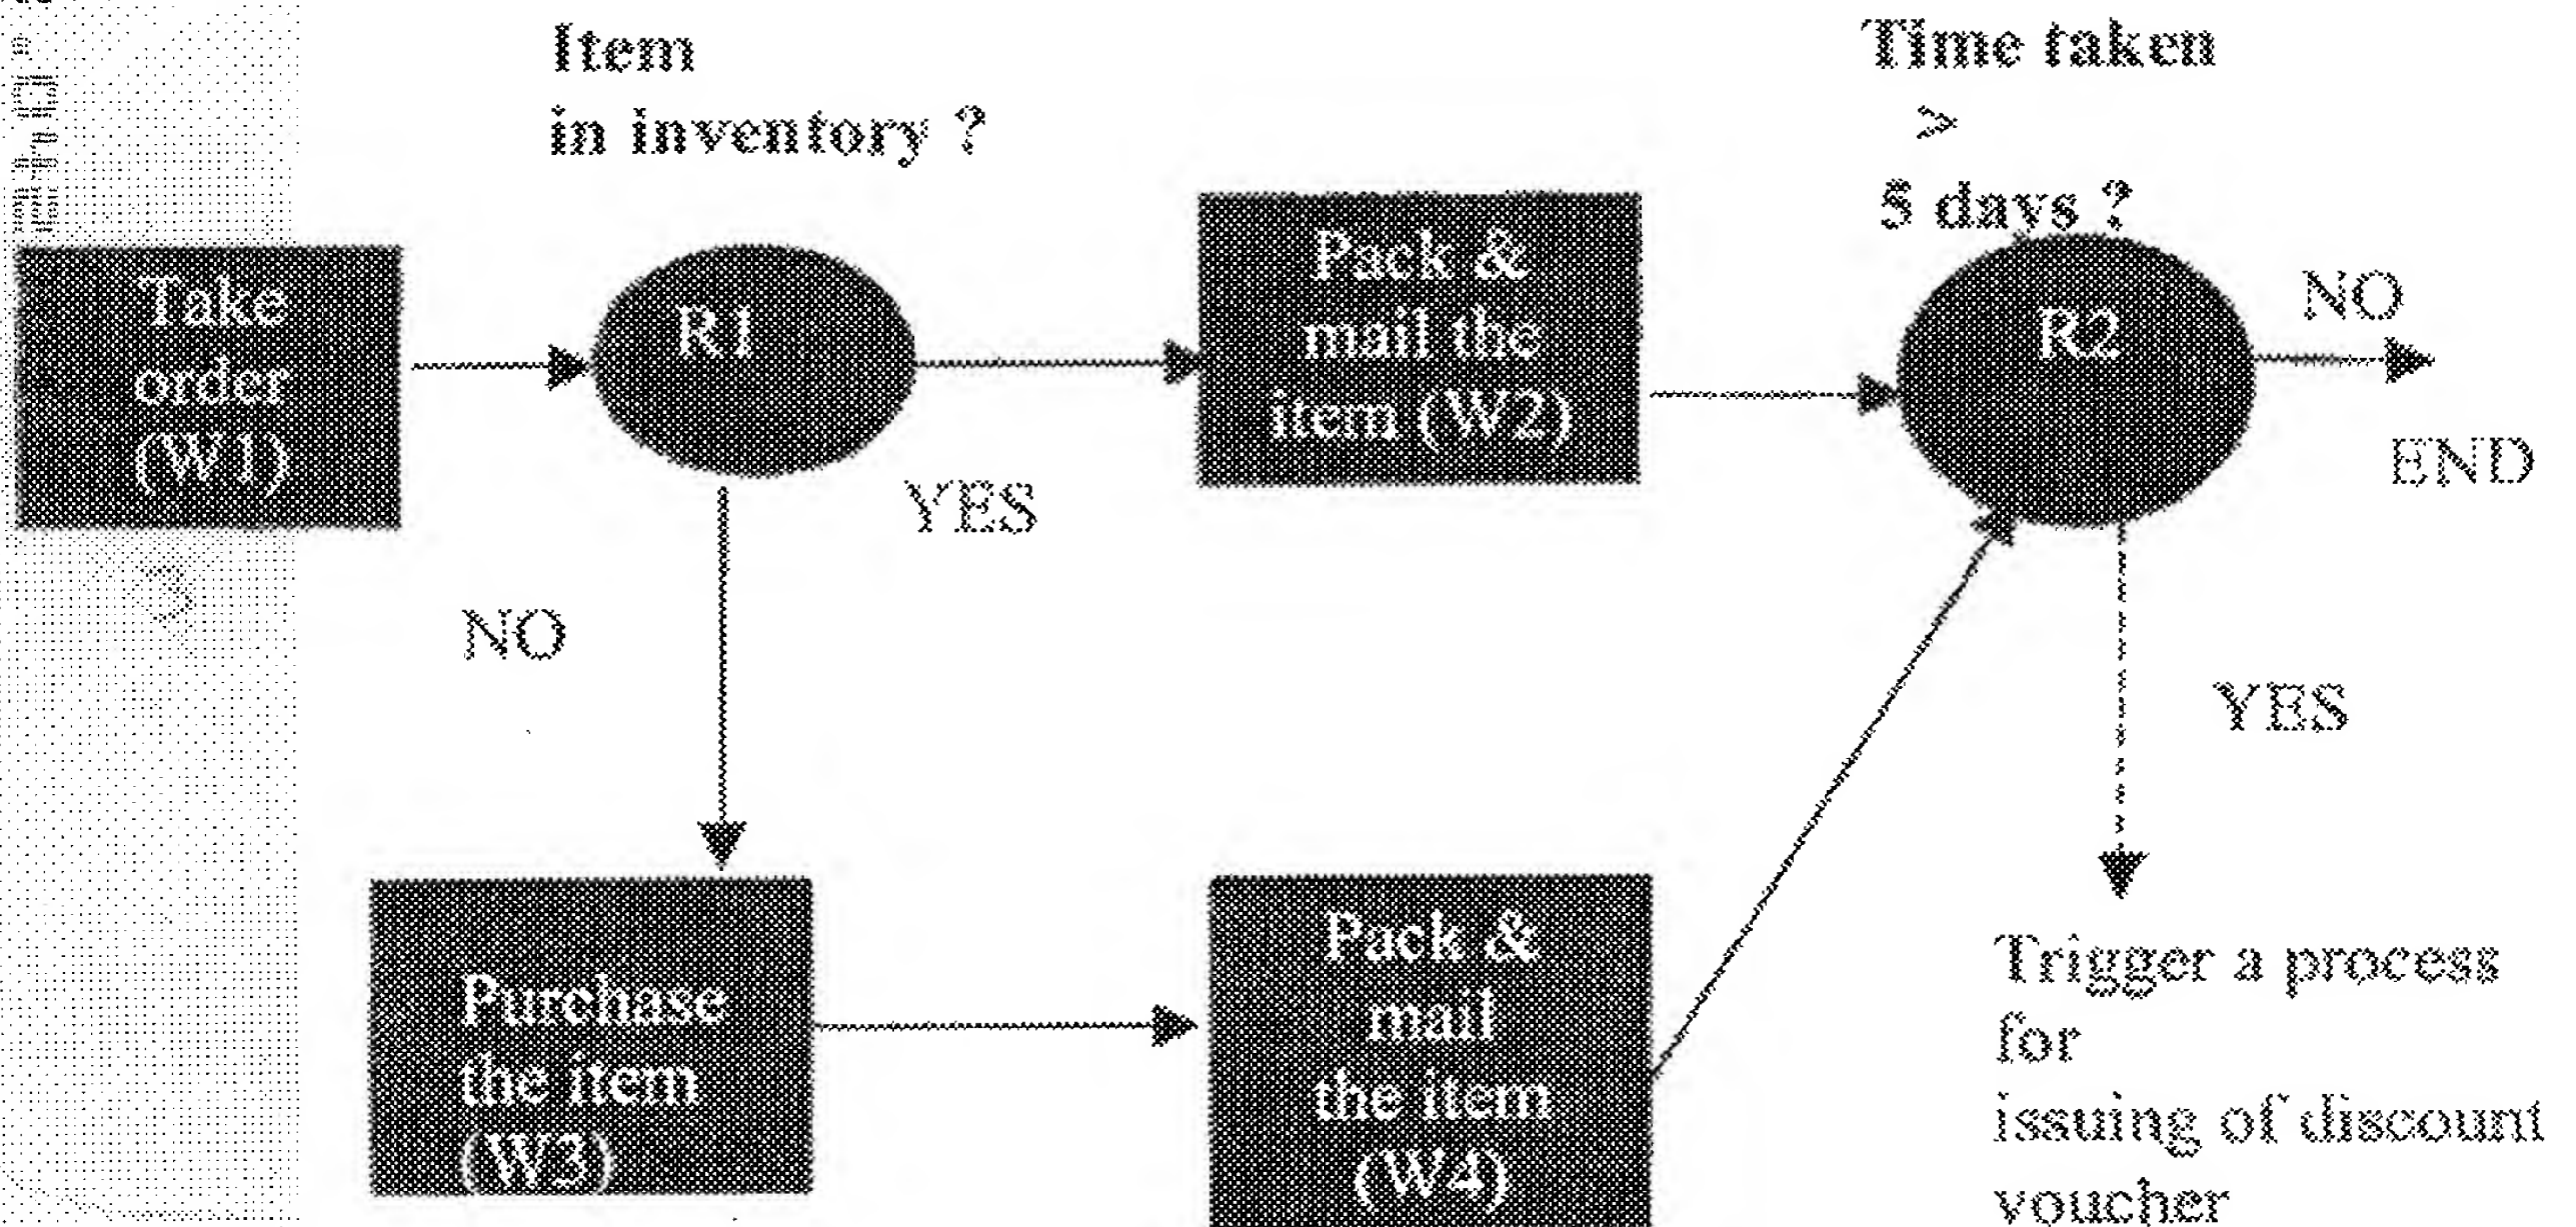 Item
in inventory ?
Time taken
>
5 days ?
Take
order
(W1)
R1
YES
NO
Pack &
mail the
item (W2)
R2
NO
END
YES
Purchase
the item
(W3)
Pack &
mail
the item
(W4)
Trigger a process
for
issuing of discount
voucher